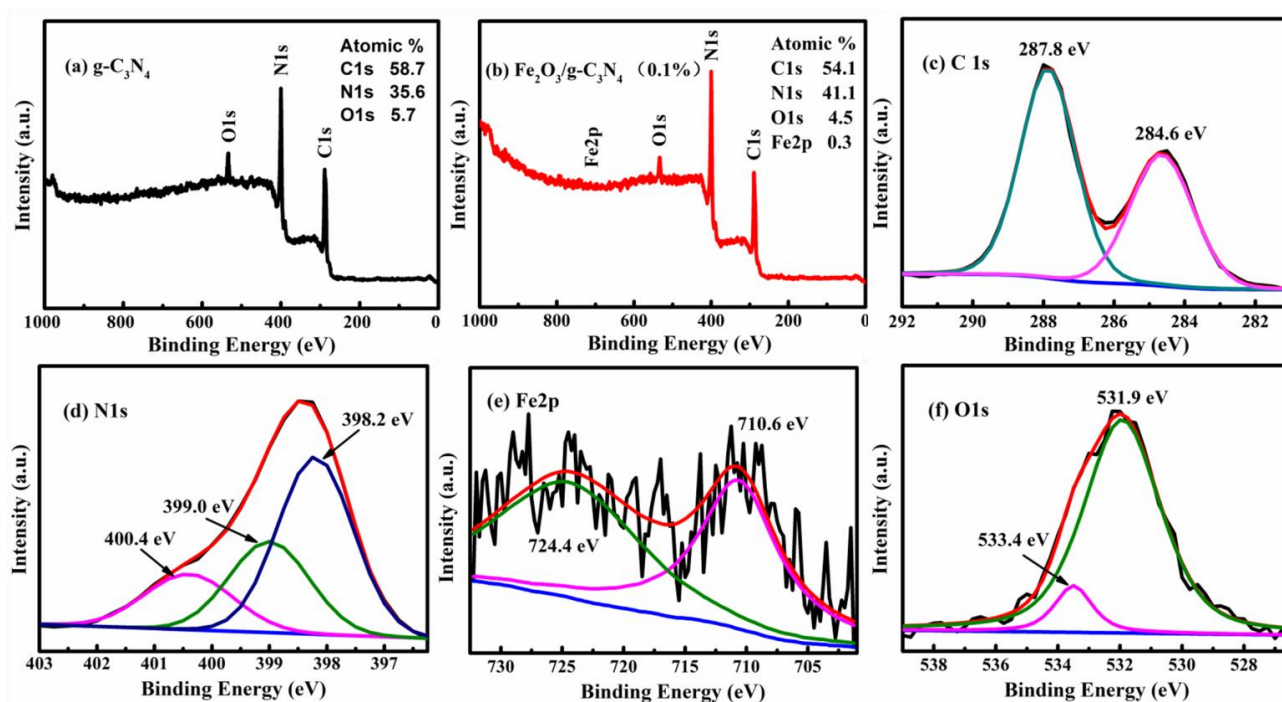 (a) g-C₃N₄
Atomic %
C1s 58.7
N1s 35.6
O1s 5.7
O1s
N1s
C1s
Intensity (a.u.)
1000 800 600 400 200 0
Binding Energy (eV)
(b) Fe₂O₃/g-C₃N₄ （0.1%）
Atomic %
C1s 54.1
N1s 41.1
O1s 4.5
Fe2p 0.3
Fe2p
O1s
N1s
C1s
Intensity (a.u.)
1000 800 600 400 200 0
Binding Energy (eV)
(c) C 1s
287.8 eV
284.6 eV
Intensity (a.u.)
292 290 288 286 284 282
Binding Energy (eV)
(d) N1s
398.2 eV
399.0 eV
400.4 eV
Intensity (a.u.)
403 402 401 400 399 398 397
Binding Energy (eV)
(e) Fe2p
710.6 eV
724.4 eV
Intensity (a.u.)
730 725 720 715 710 705
Binding Energy (eV)
(f) O1s
531.9 eV
533.4 eV
Intensity (a.u.)
538 536 534 532 530 528
Binding Energy (eV)